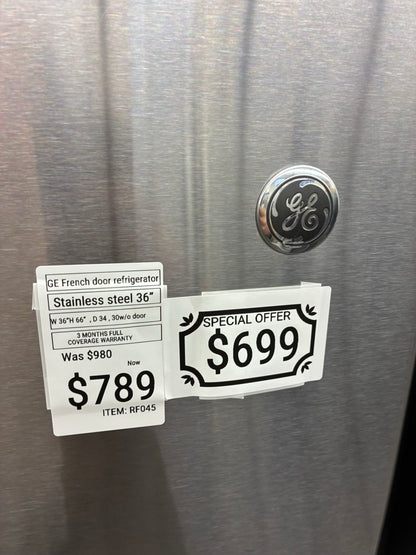 GE
GE French door refrigerator
Stainless steel 36"
W 36"H 66" , D 34 , 30w/o door
3 MONTHS FULL
COVERAGE WARRANTY
Was $980
Now
$789
ITEM: RF045
SPECIAL OFFER
$699